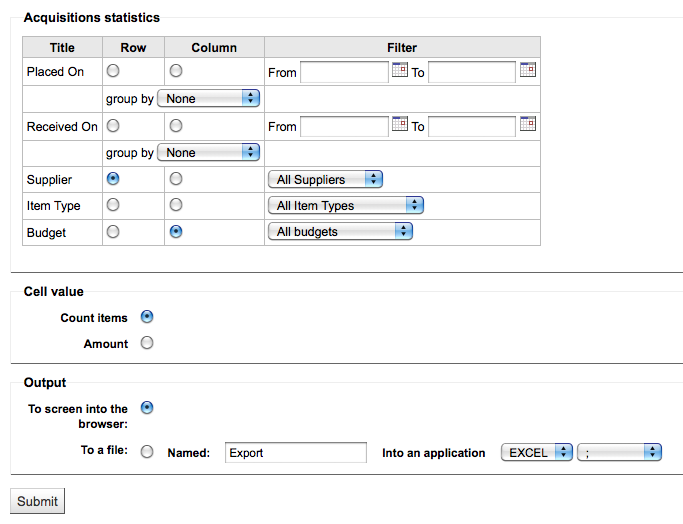 Acquisitions statistics
Title Row Column Filter
Placed On From To
group by None
Received On From To
group by None
Supplier All Suppliers
Item Type All Item Types
Budget All budgets
Cell value
Count items
Amount
Output
To screen into the
browser:
To a file: Named: Export Into an application EXCEL ;
Submit